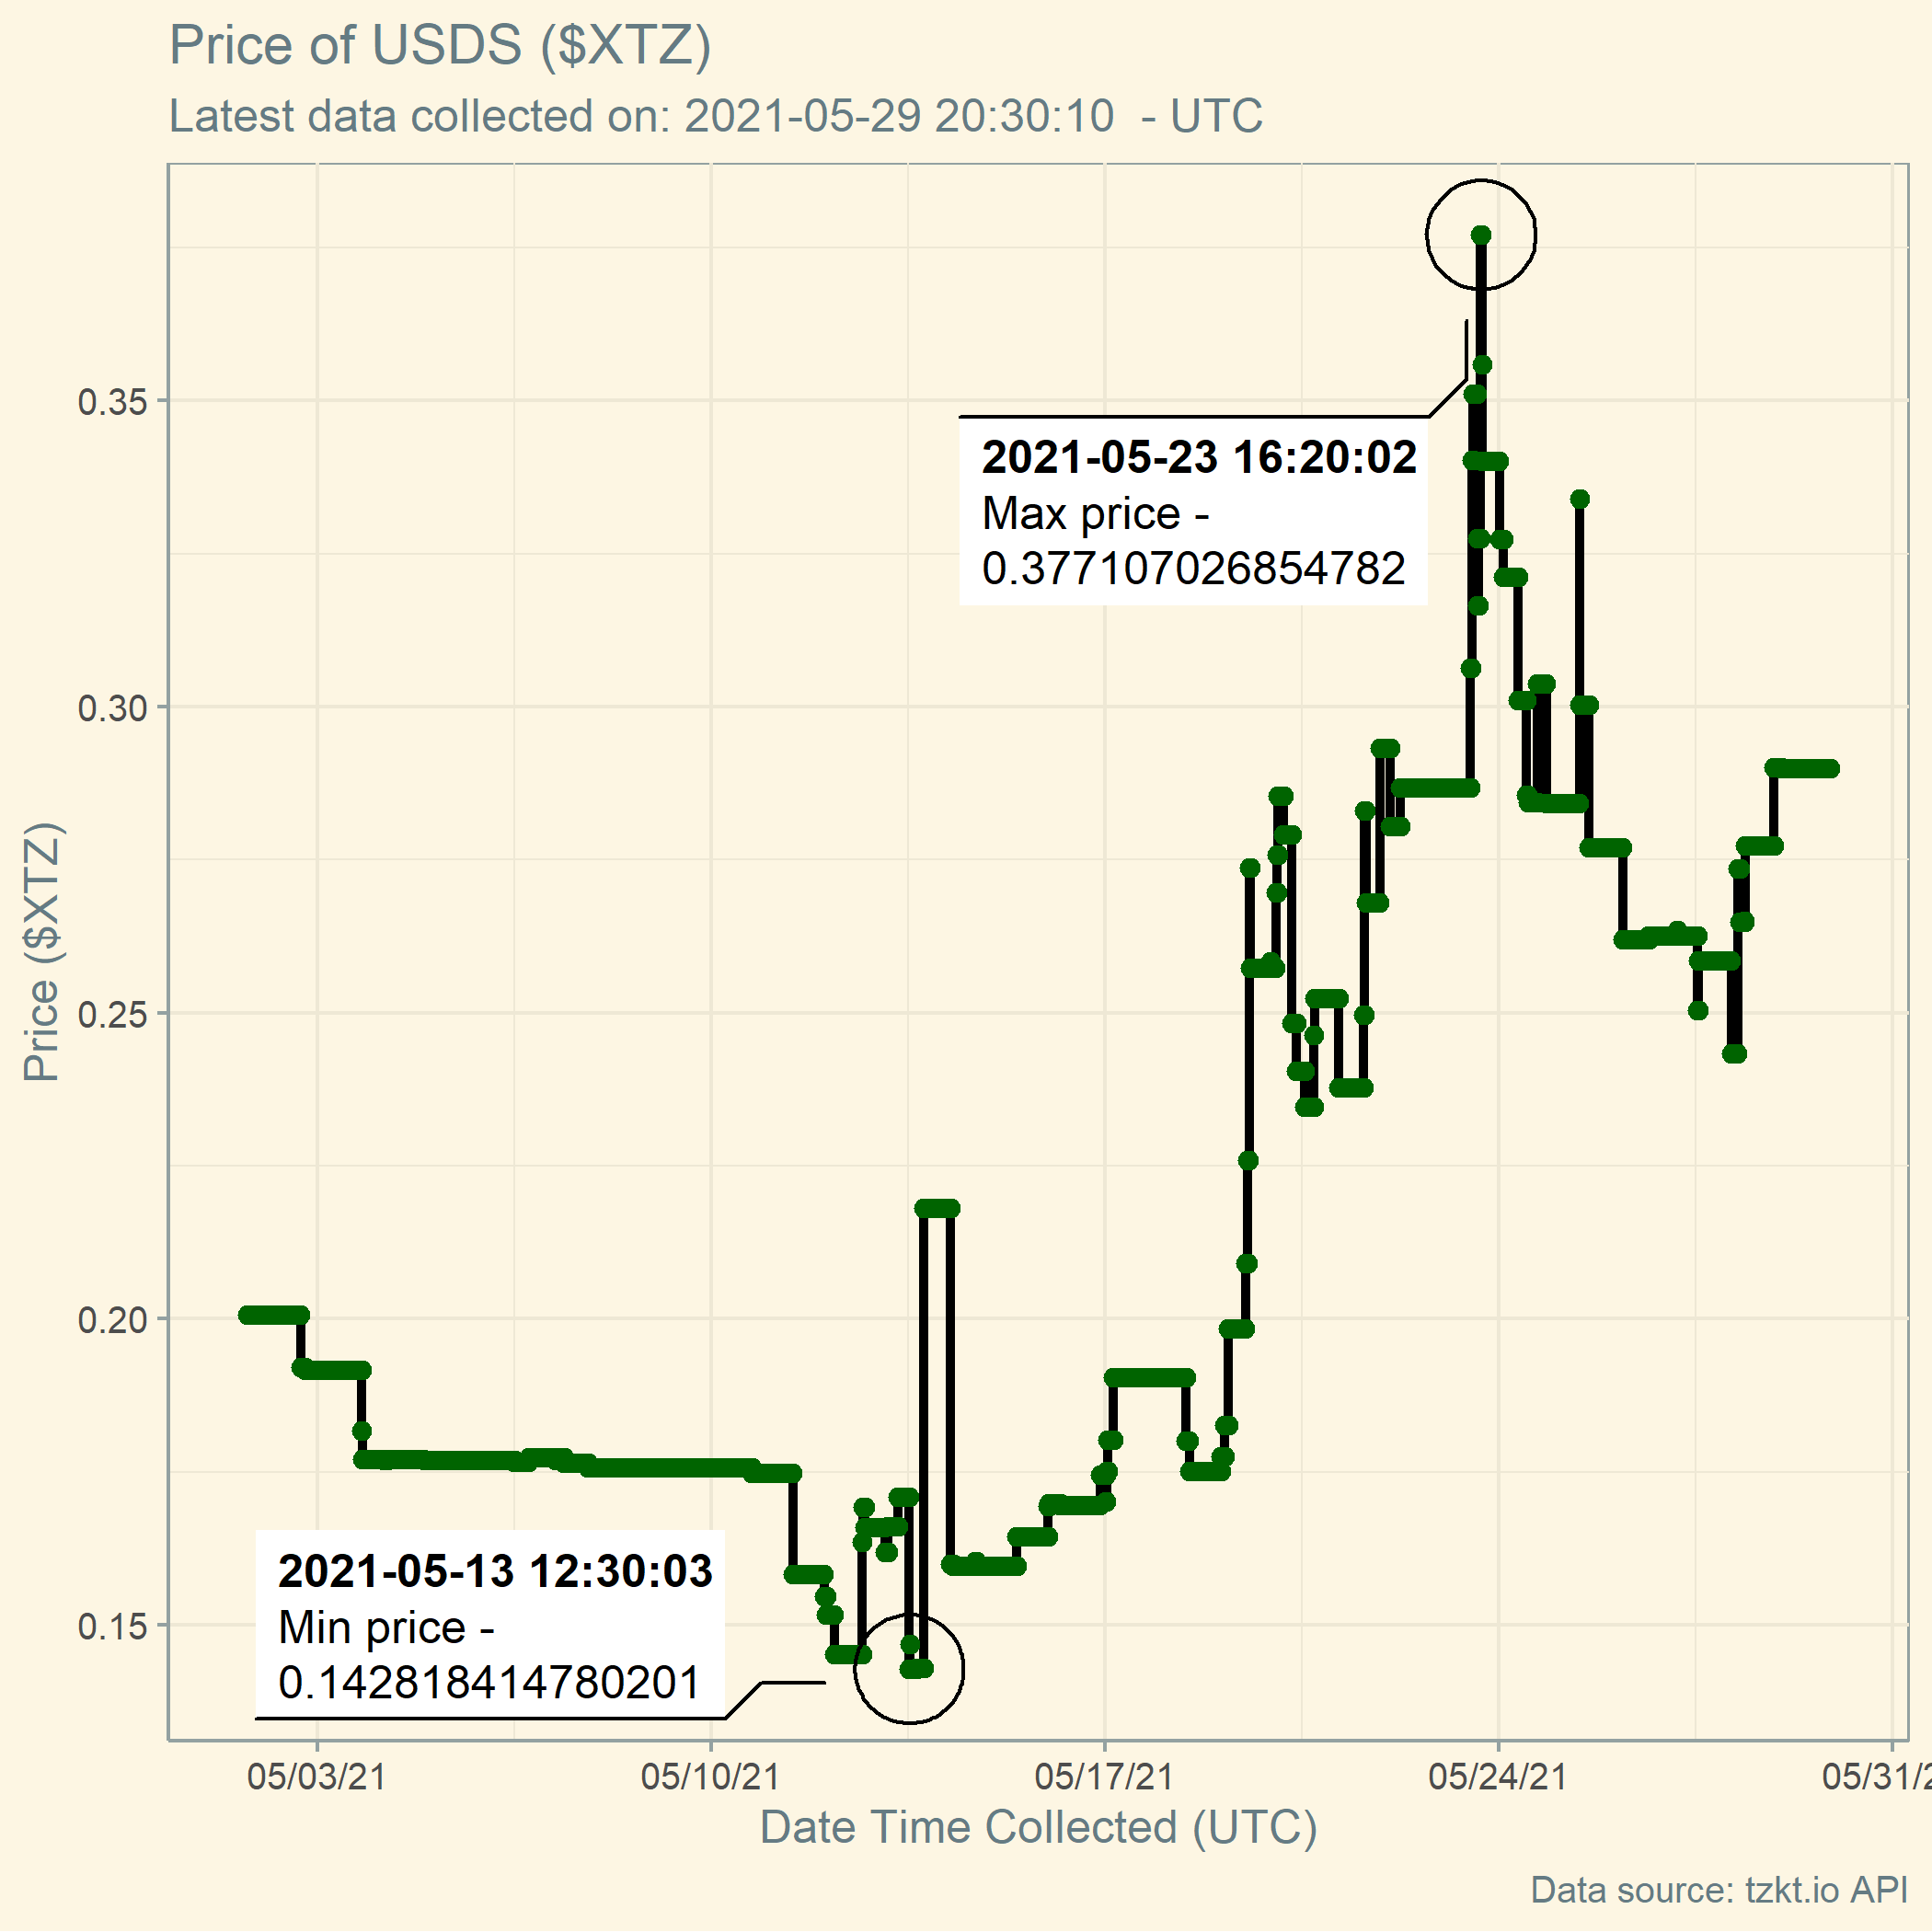 Price of USDS ($XTZ)
Latest data collected on: 2021-05-29 20:30:10  - UTC
2021-05-23 16:20:02
Max price -
0.377107026854782
2021-05-13 12:30:03
Min price -
0.142818414780201
Price ($XTZ)
0.35
0.30
0.25
0.20
0.15
05/03/21 05/10/21 05/17/21 05/24/21 05/31/2
Date Time Collected (UTC)
Data source: tzkt.io API